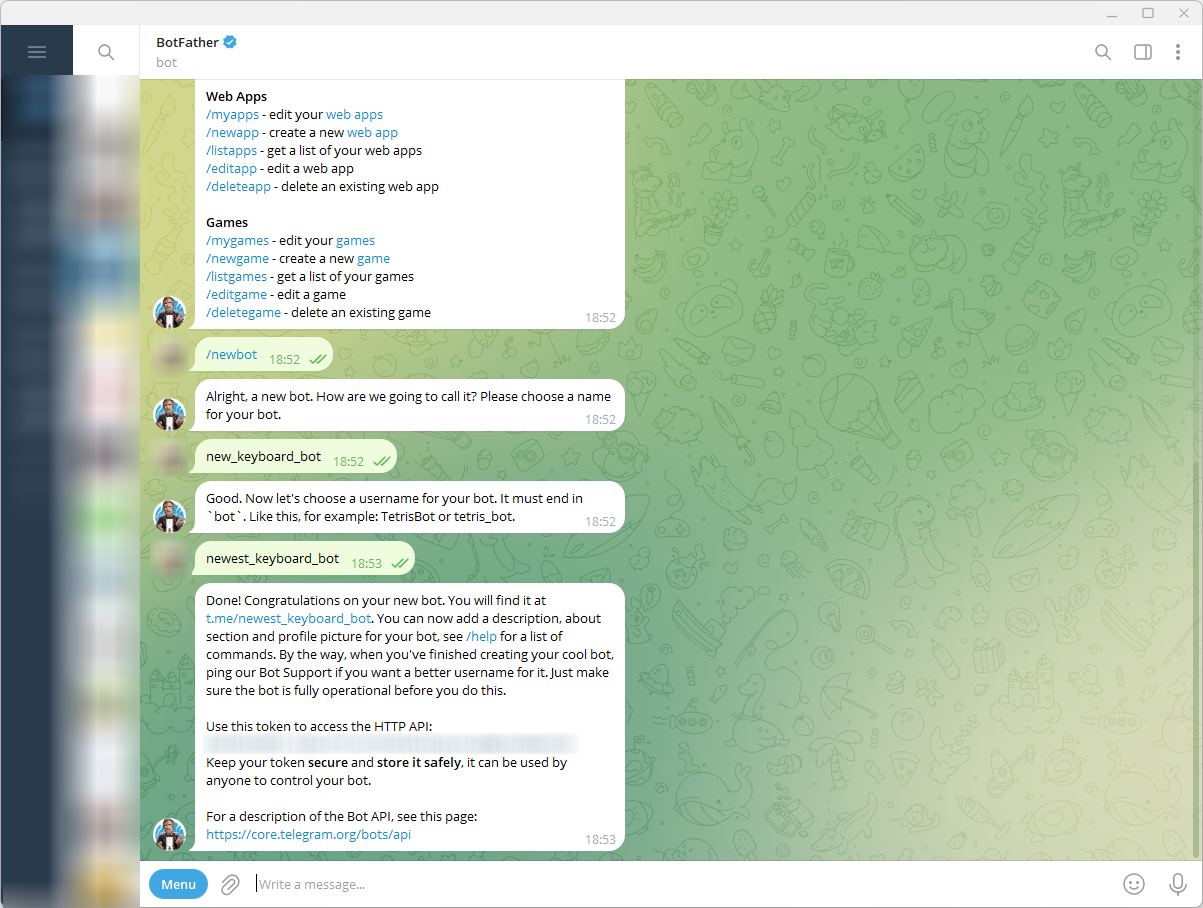 BotFather
bot
Web Apps
/myapps - edit your web apps
/newapp - create a new web app
/listapps - get a list of your web apps
/editapp - edit a web app
/deleteapp - delete an existing web app
Games
/mygames - edit your games
/newgame - create a new game
/listgames - get a list of your games
/editgame - edit a game
/deletegame - delete an existing game
18:52
/newbot 18:52
Alright, a new bot. How are we going to call it? Please choose a name
for your bot.
18:52
new_keyboard_bot 18:52
Good. Now let's choose a username for your bot. It must end in
`bot`. Like this, for example: TetrisBot or tetris_bot.
18:52
newest_keyboard_bot 18:53
Done! Congratulations on your new bot. You will find it at
t.me/newest_keyboard_bot. You can now add a description, about
section and profile picture for your bot, see /help for a list of
commands. By the way, when you've finished creating your cool bot,
ping our Bot Support if you want a better username for it. Just make
sure the bot is fully operational before you do this.
Use this token to access the HTTP API:
Keep your token secure and store it safely, it can be used by
anyone to control your bot.
For a description of the Bot API, see this page:
https://core.telegram.org/bots/api
18:53
Menu
Write a message...